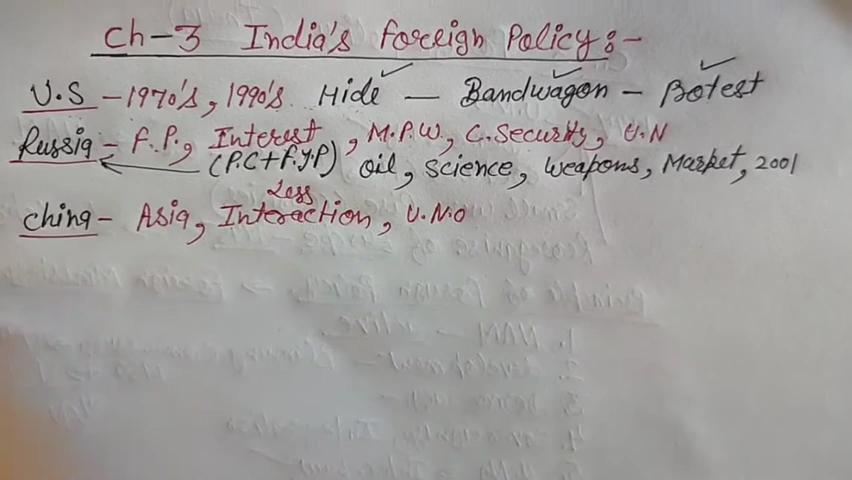 Ch-3 India's Foreign Policy:-
U.S - 1970's, 1990's. Hide - Bandwagon - Botest
Russia - F.P., Interest, M.P.W, C.Security, U.N
(P.C + F.Y.P) Oil, Science, Weapons, Market, 2001
Less
China - Asia, Interaction, U.N.O